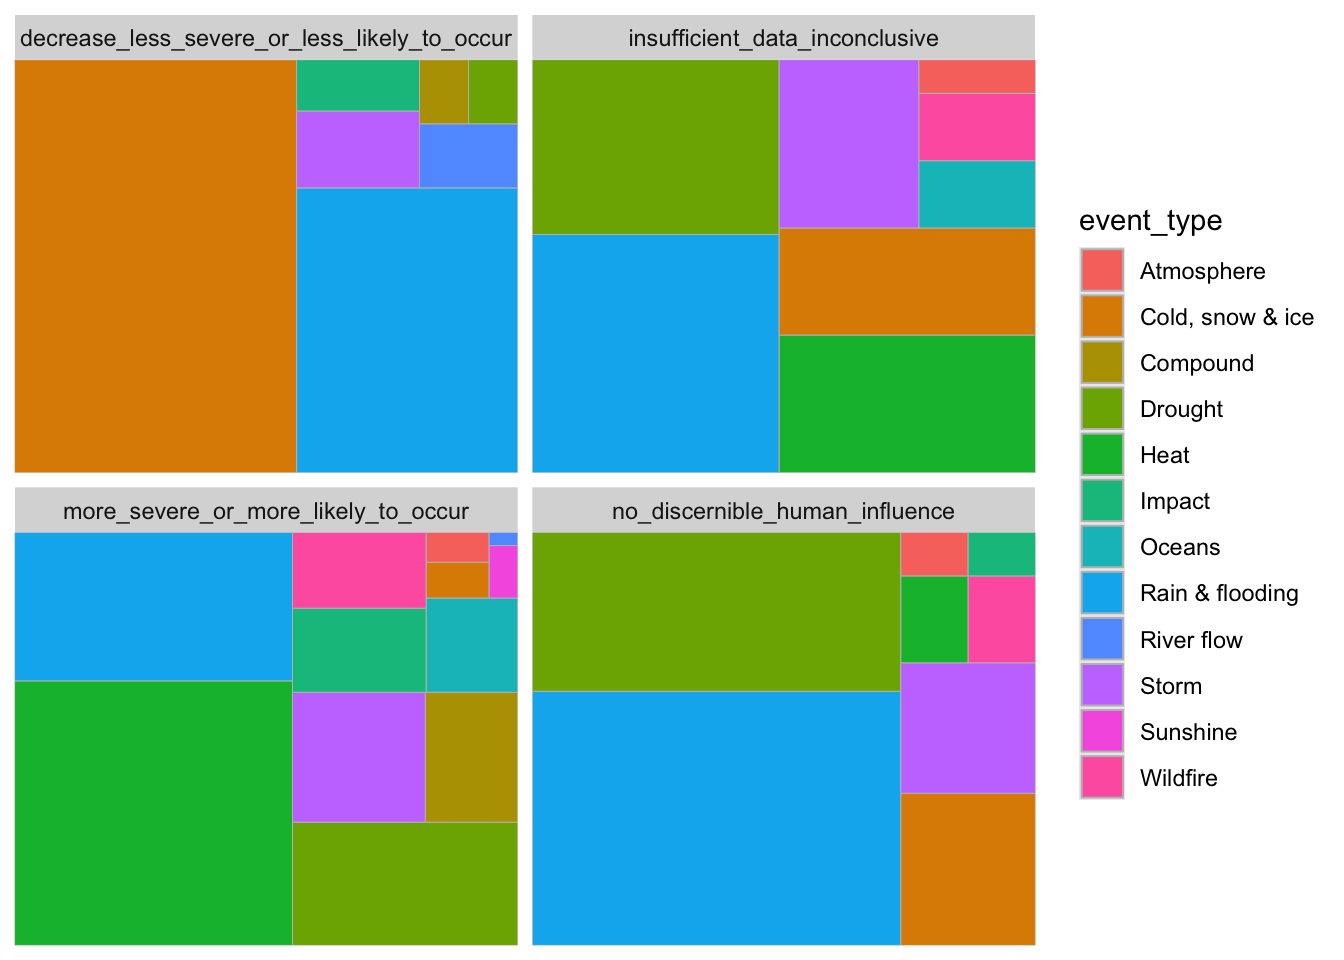 decrease_less_severe_or_less_likely_to_occur
insufficient_data_inconclusive
more_severe_or_more_likely_to_occur
no_discernible_human_influence
event_type
Atmosphere
Cold, snow & ice
Compound
Drought
Heat
Impact
Oceans
Rain & flooding
River flow
Storm
Sunshine
Wildfire